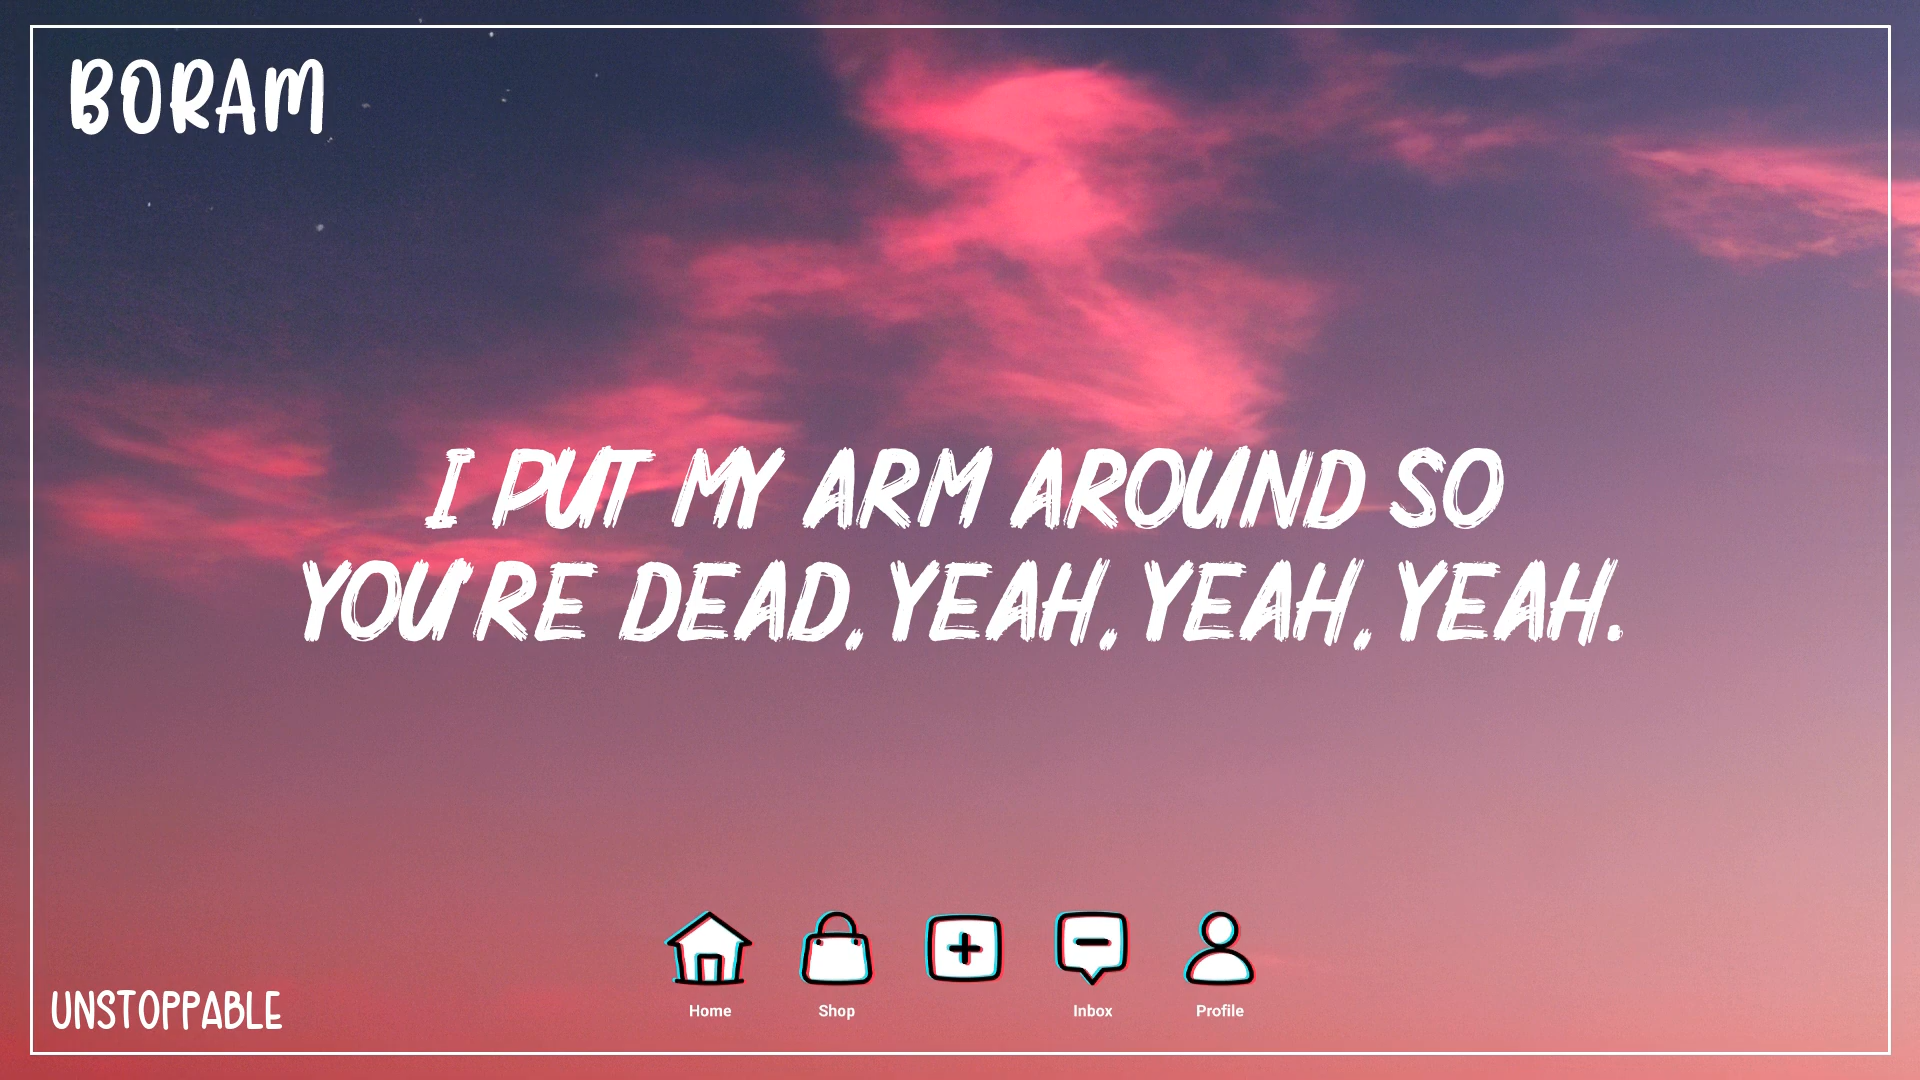 BORAM
I PUT MY ARM AROUND SO
YOU'RE DEAD, YEAH, YEAH, YEAH.
Home
Shop
Inbox
Profile
UNSTOPPABLE